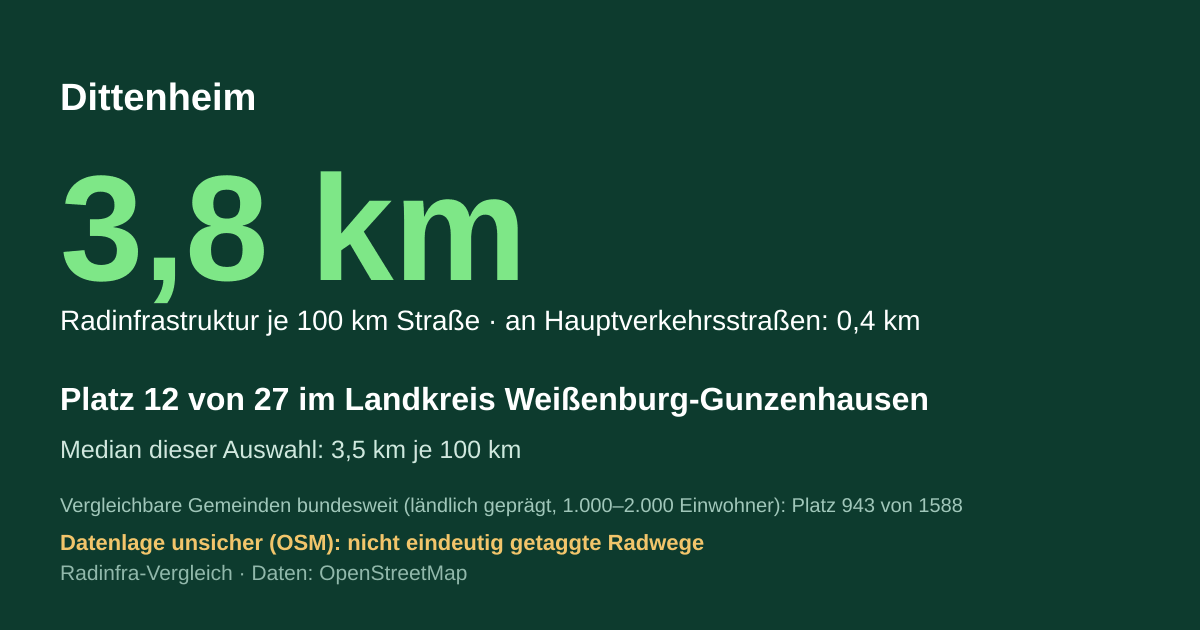 Dittenheim
3,8 km
Radinfrastruktur je 100 km Straße · an Hauptverkehrsstraßen: 0,4 km
Platz 12 von 27 im Landkreis Weißenburg-Gunzenhausen
Median dieser Auswahl: 3,5 km je 100 km
Vergleichbare Gemeinden bundesweit (ländlich geprägt, 1.000–2.000 Einwohner): Platz 943 von 1588
Datenlage unsicher (OSM): nicht eindeutig getaggte Radwege
Radinfra-Vergleich · Daten: OpenStreetMap